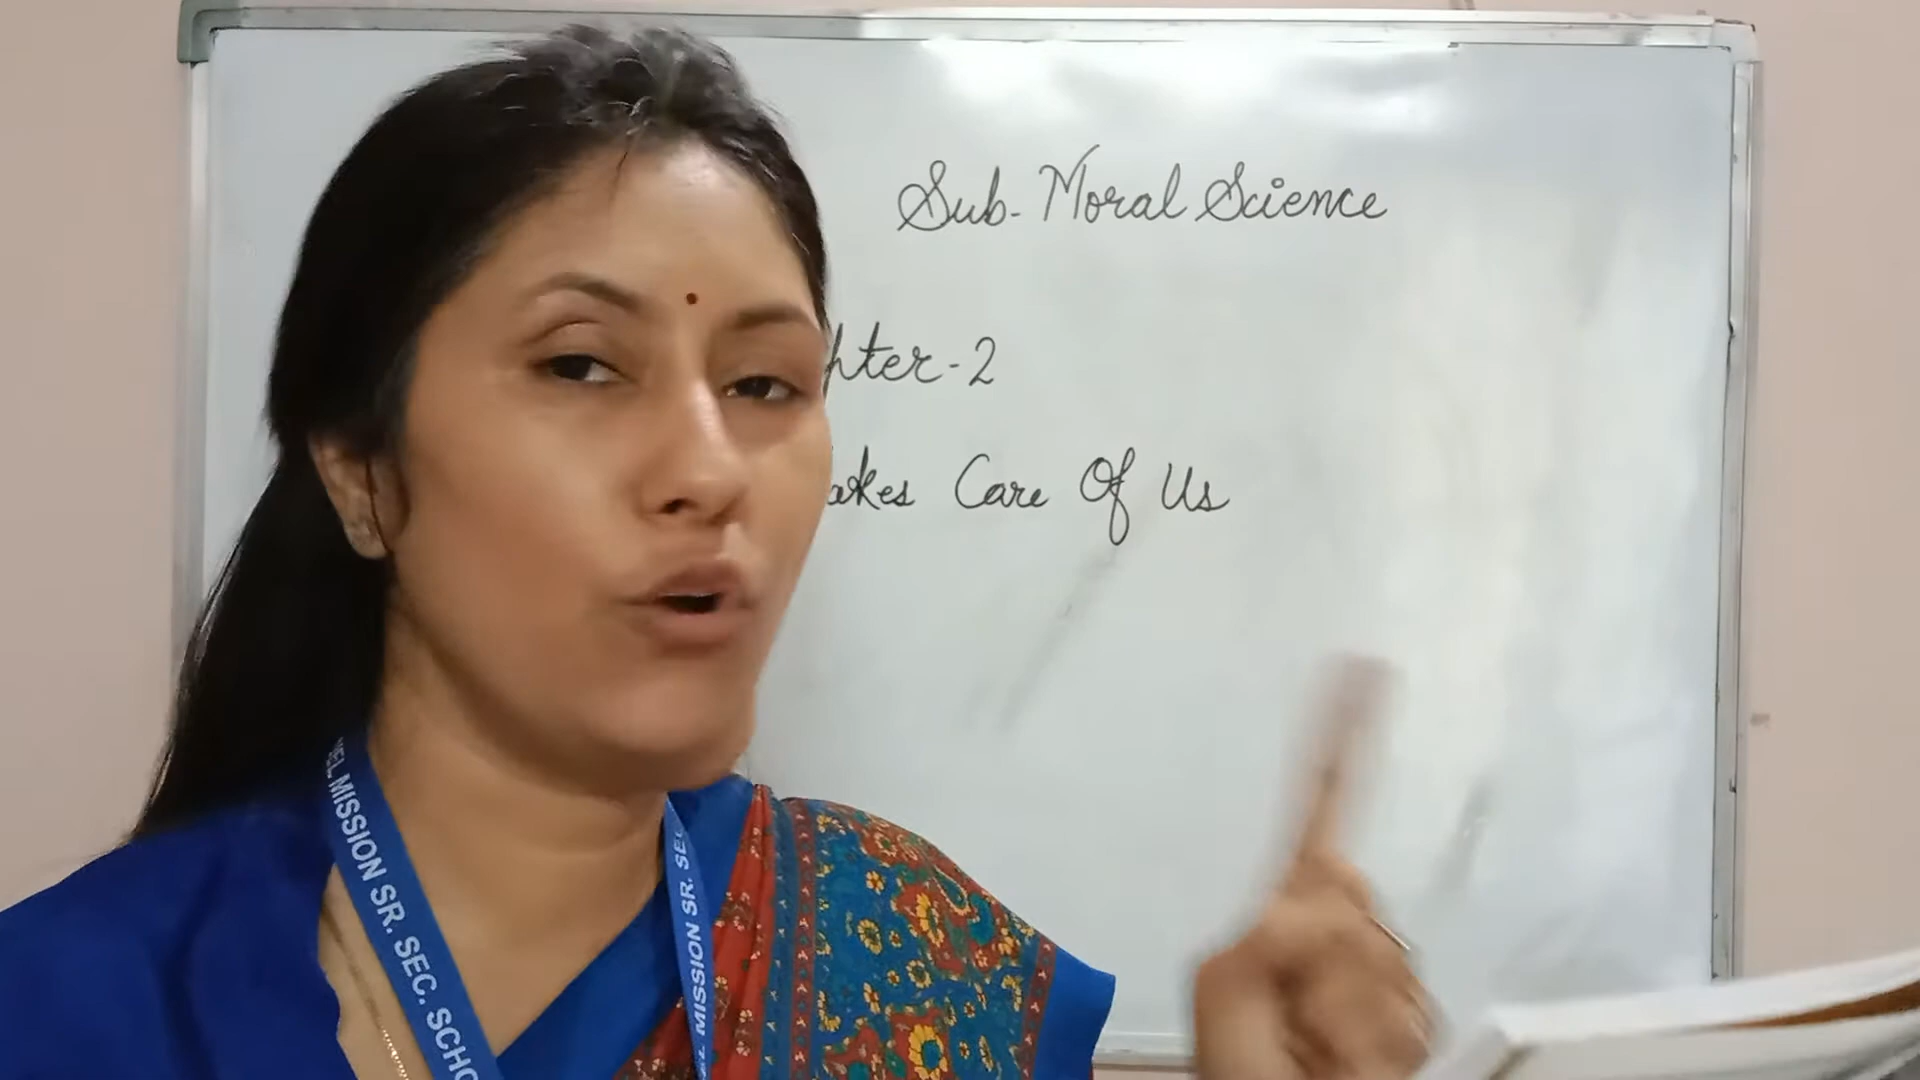 Sub- Moral Science
pter-2
akes Care Of Us
MISSION SR. SEC. SCHO
MISSION SR. SEC